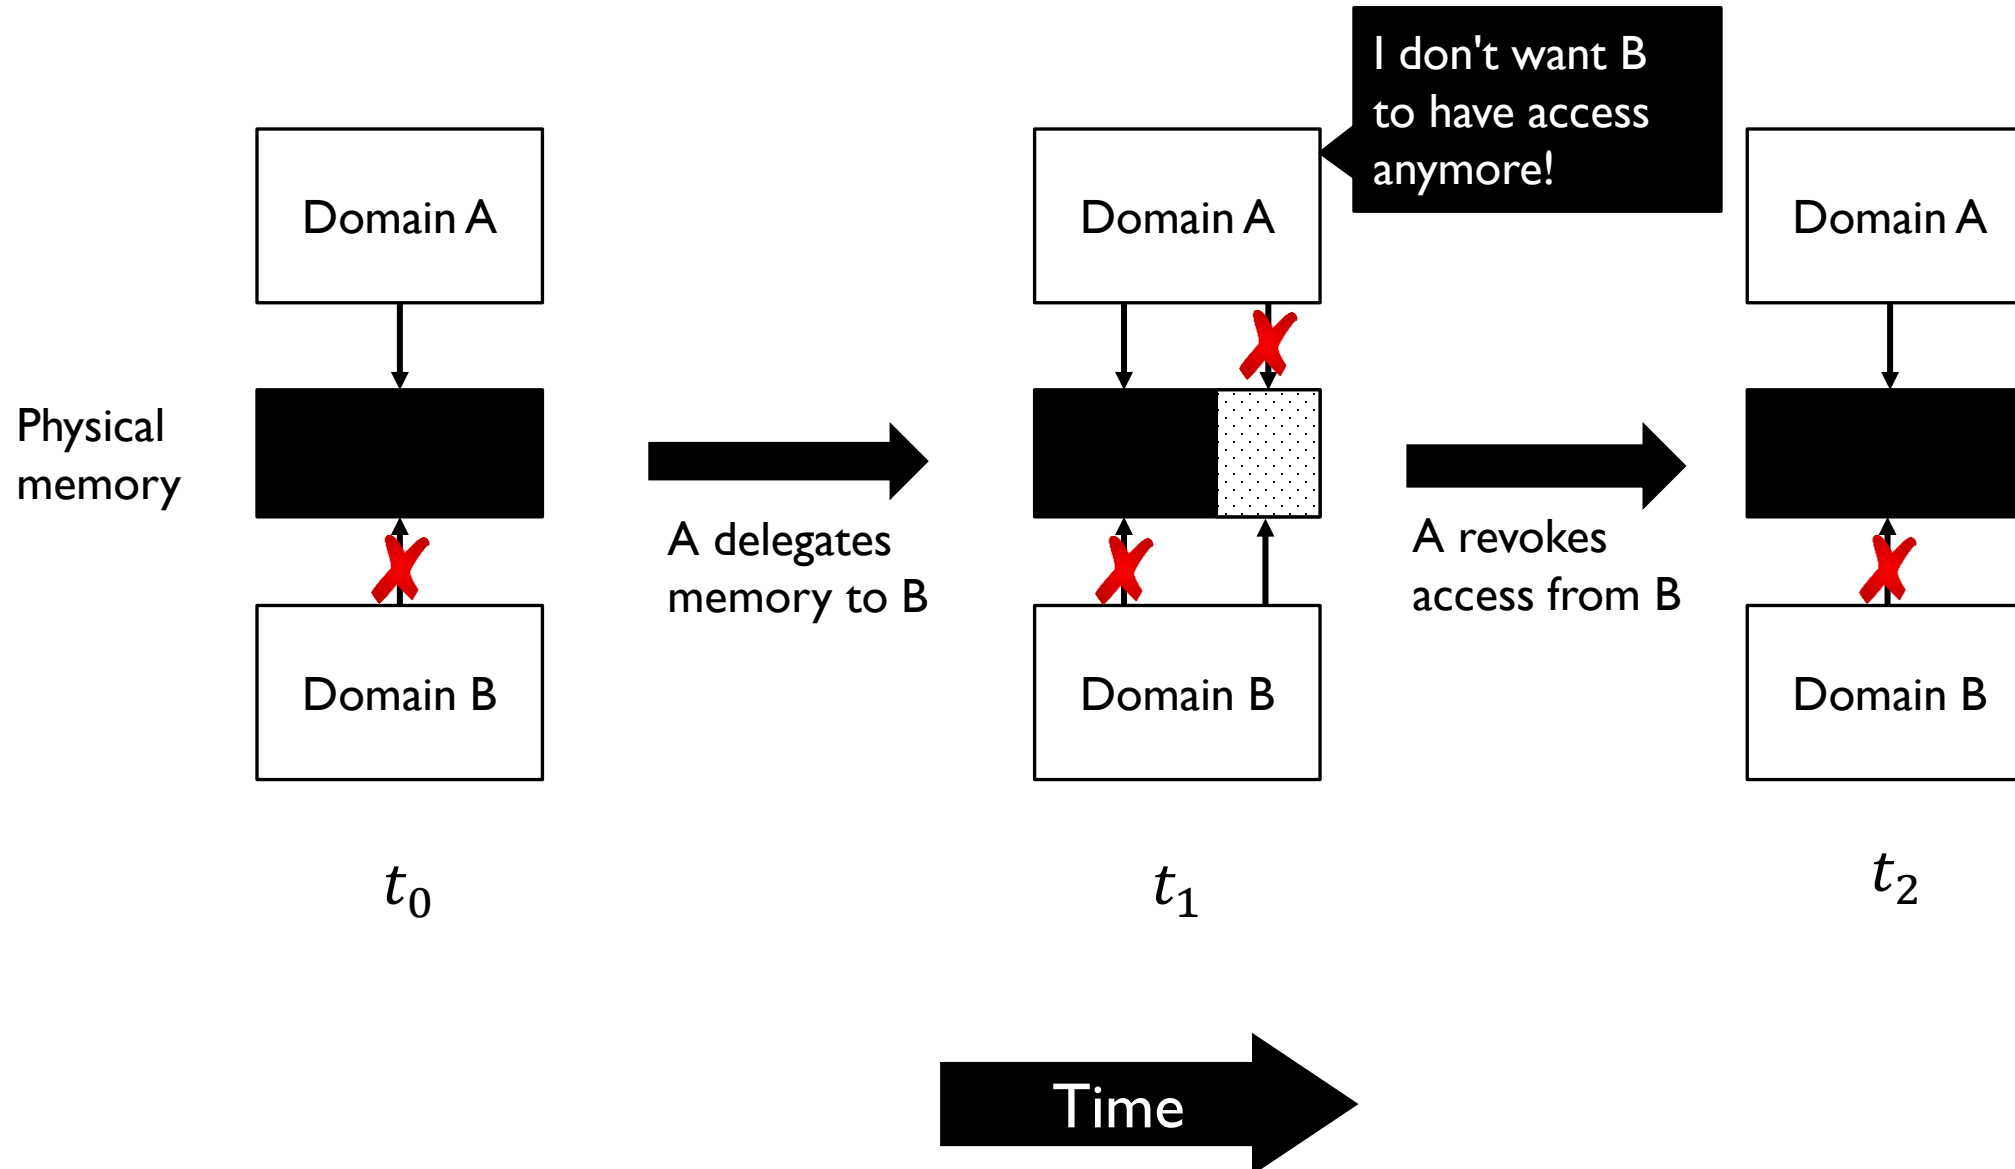 I don't want B
to have access
anymore!
Domain A
Domain A
Domain A
Physical
memory
A delegates
memory to B
A revokes
access from B
Domain B
Domain B
Domain B
t₀
t₁
t₂
Time